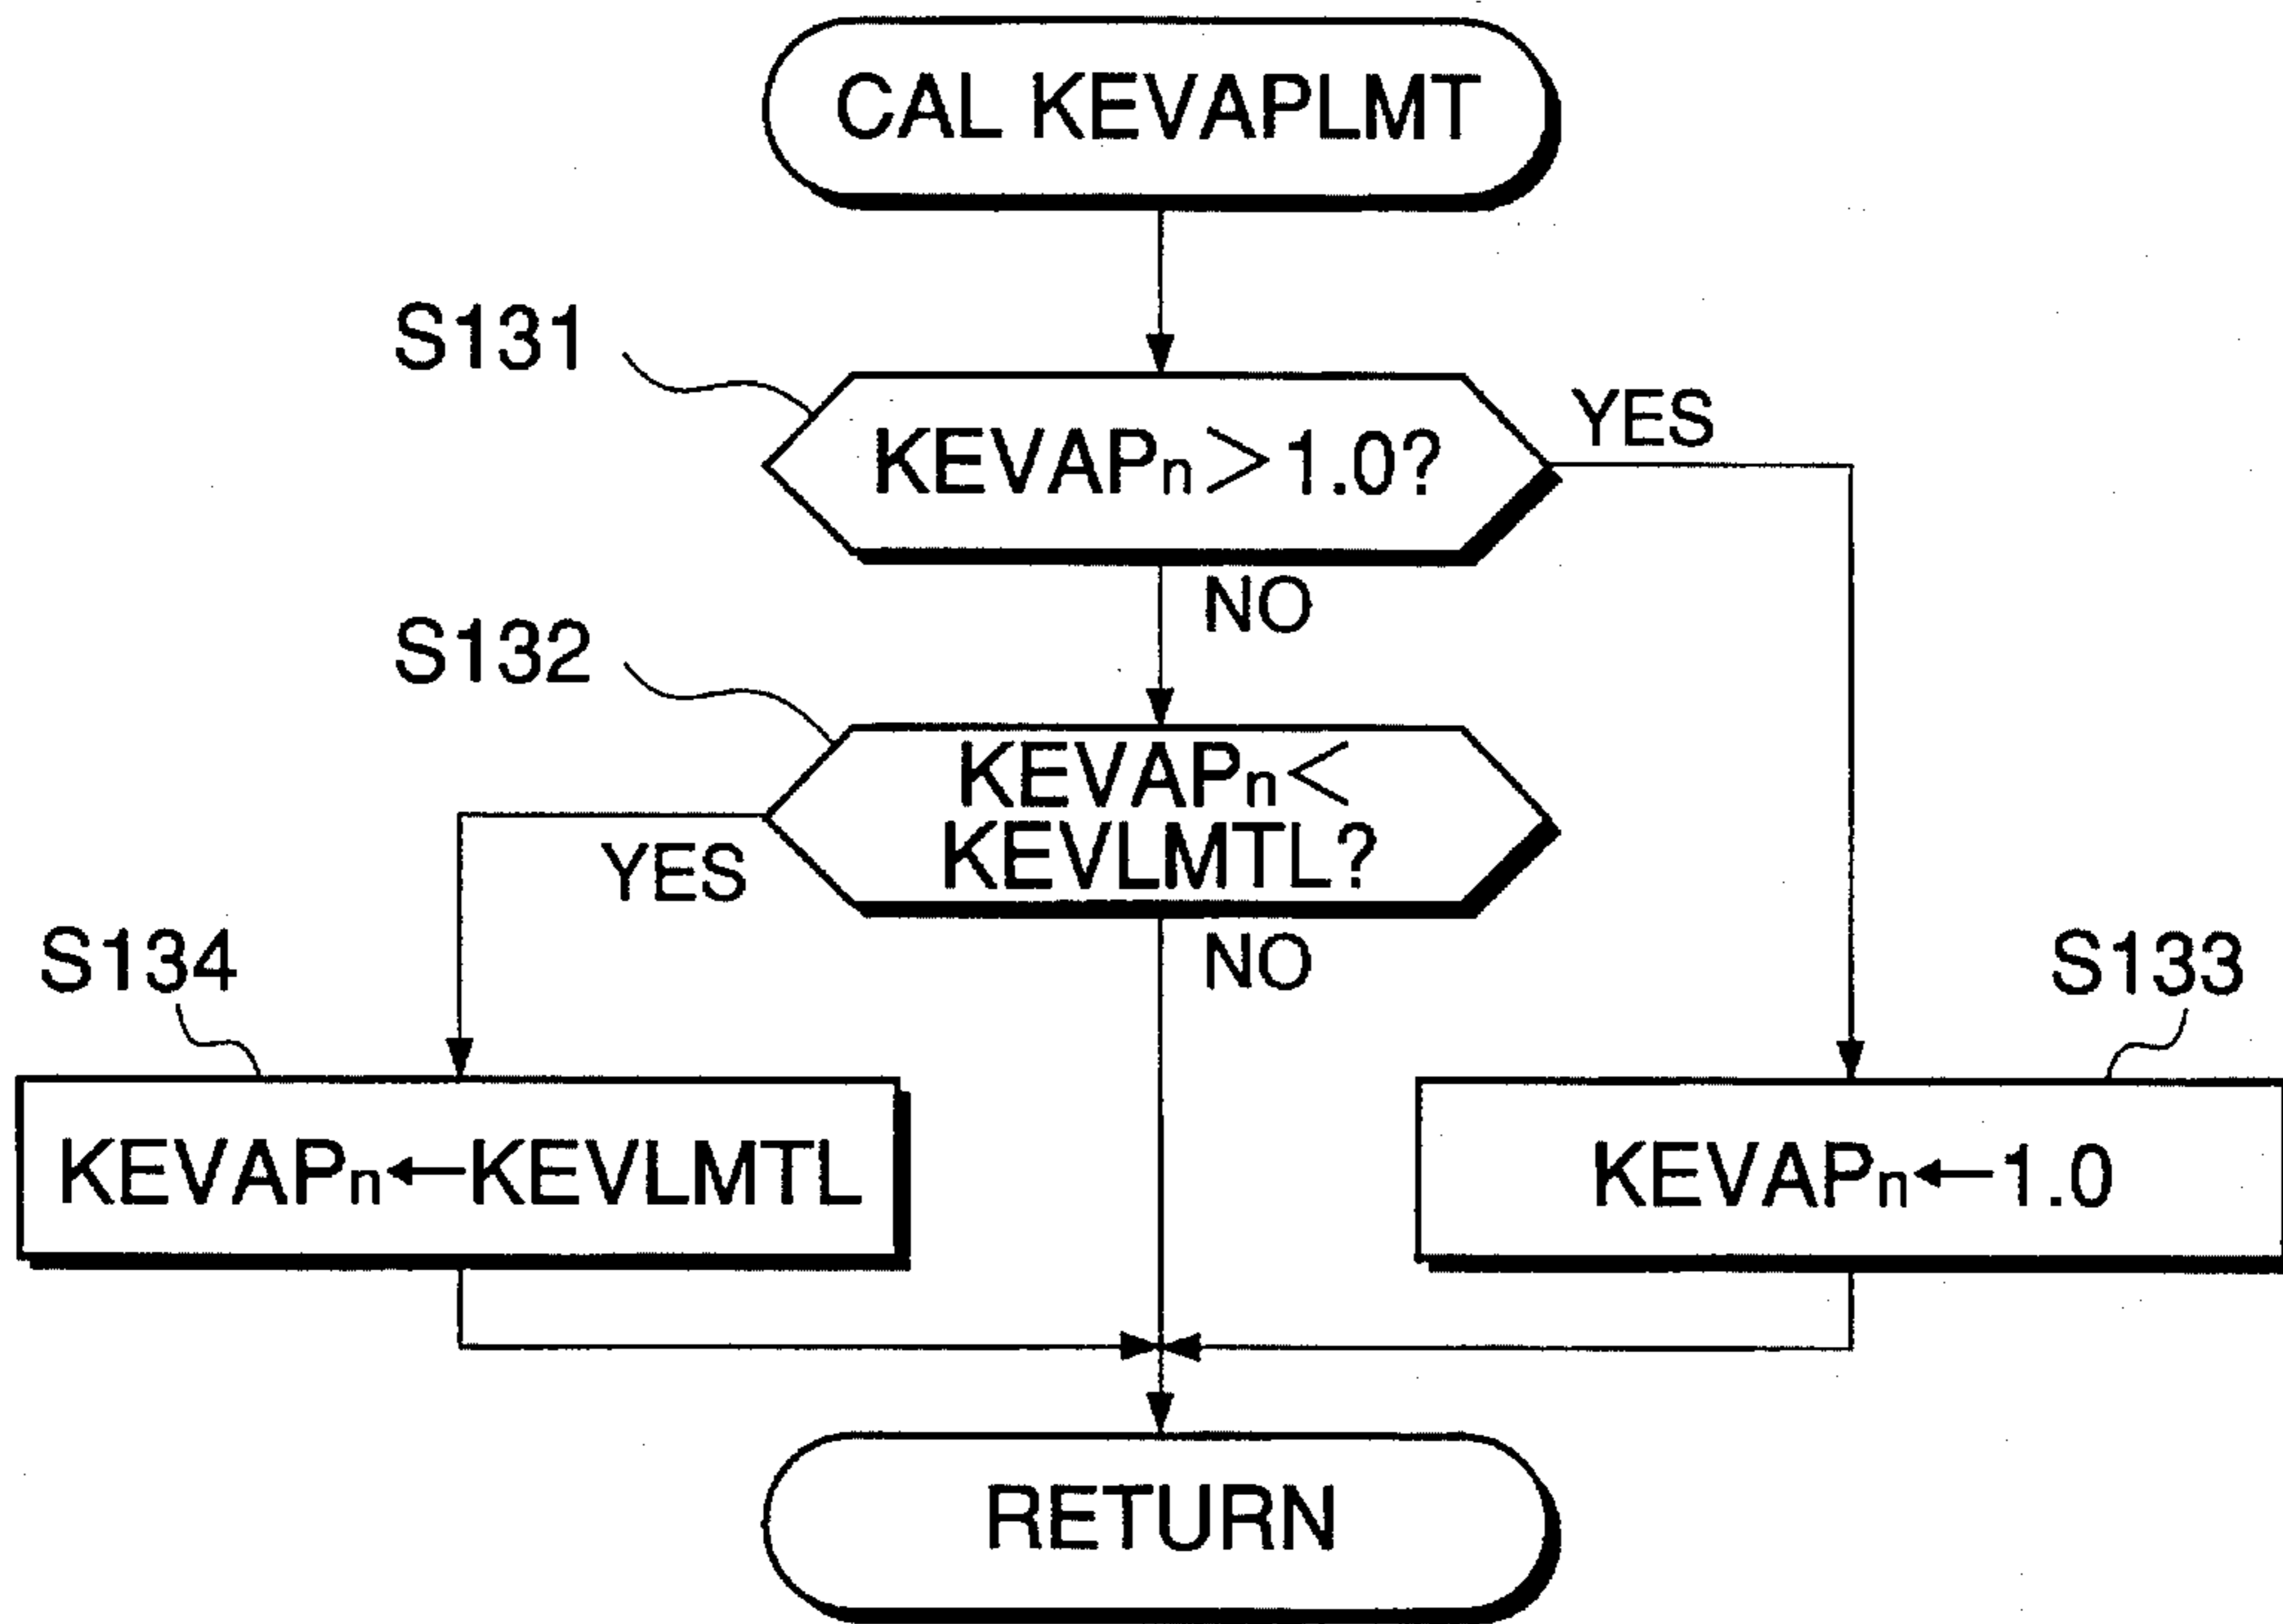 CAL KEVAPLMT
S131
KEVAPn>1.0?
YES
NO
S132
KEVAPn<
KEVLMTL?
YES
NO
S134
S133
KEVAPn←KEVLMTL
KEVAPn←1.0
RETURN